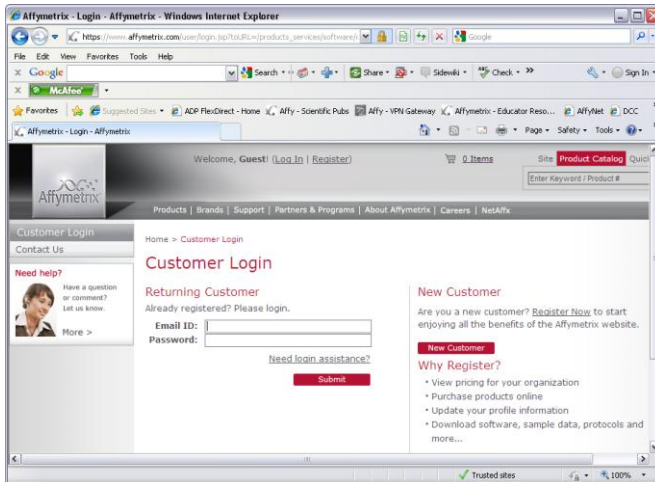 Affymetrix - Login - Affymetrix - Windows Internet Explorer
https://www.affymetrix.com/user/login.jsp?toURL=/products_services/software/ Google
File Edit View Favorites Tools Help
x Google Search Share Sidewiki Check Sign In
x McAfee
Favorites Suggested Sites ADP FlexDirect - Home Affy - Scientific Pubs Affy - VPN Gateway Affymetrix - Educator Reso... AffyNet DCC
Affymetrix - Login - Affymetrix Page Safety Tools
Welcome, Guest! (Log In | Register) 0 Items Site Product Catalog
Enter Keyword / Product #
Affymetrix
Products | Brands | Support | Partners & Programs | About Affymetrix | Careers | NetAffx
Customer Login
Contact Us
Need help?
Have a question
or comment?
Let us know.
More >
Home > Customer Login
Customer Login
Returning Customer
Already registered? Please login.
Email ID:
Password:
Need login assistance?
Submit
New Customer
Are you a new customer? Register Now to start
enjoying all the benefits of the Affymetrix website.
New Customer
Why Register?
• View pricing for your organization
• Purchase products online
• Update your profile information
• Download software, sample data, protocols and
more...
Trusted sites 100%